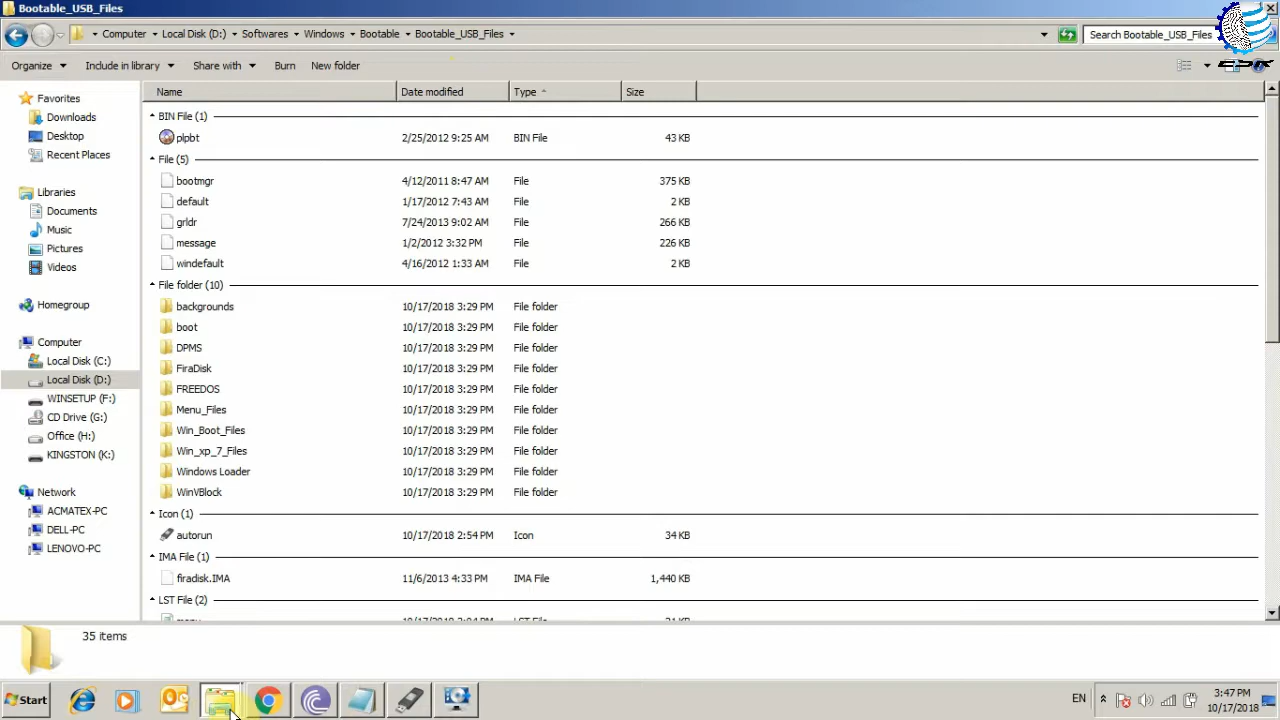 Bootable_USB_Files
Computer Local Disk (D:) Softwares Windows Bootable Bootable_USB_Files
Search Bootable_USB_Files
Organize Include in library Share with Burn New folder
Name Date modified Type Size
Favorites
Downloads
Desktop
Recent Places
Libraries
Documents
Music
Pictures
Videos
Homegroup
Computer
Local Disk (C:)
Local Disk (D:)
WINSETUP (F:)
CD Drive (G:)
Office (H:)
KINGSTON (K:)
Network
ACMATEX-PC
DELL-PC
LENOVO-PC
BIN File (1)
plpbt 2/25/2012 9:25 AM BIN File 43 KB
File (5)
bootmgr 4/12/2011 8:47 AM File 375 KB
default 1/17/2012 7:43 AM File 2 KB
grldr 7/24/2013 9:02 AM File 266 KB
message 1/2/2012 3:32 PM File 226 KB
windefault 4/16/2012 1:33 AM File 2 KB
File folder (10)
backgrounds 10/17/2018 3:29 PM File folder
boot 10/17/2018 3:29 PM File folder
DPMS 10/17/2018 3:29 PM File folder
FiraDisk 10/17/2018 3:29 PM File folder
FREEDOS 10/17/2018 3:29 PM File folder
Menu_Files 10/17/2018 3:29 PM File folder
Win_Boot_Files 10/17/2018 3:29 PM File folder
Win_xp_7_Files 10/17/2018 3:29 PM File folder
Windows Loader 10/17/2018 3:29 PM File folder
WinVBlock 10/17/2018 3:29 PM File folder
Icon (1)
autorun 10/17/2018 2:54 PM Icon 34 KB
IMA File (1)
firadisk.IMA 11/6/2013 4:33 PM IMA File 1,440 KB
LST File (2)
35 items
Start
EN
3:47 PM
10/17/2018